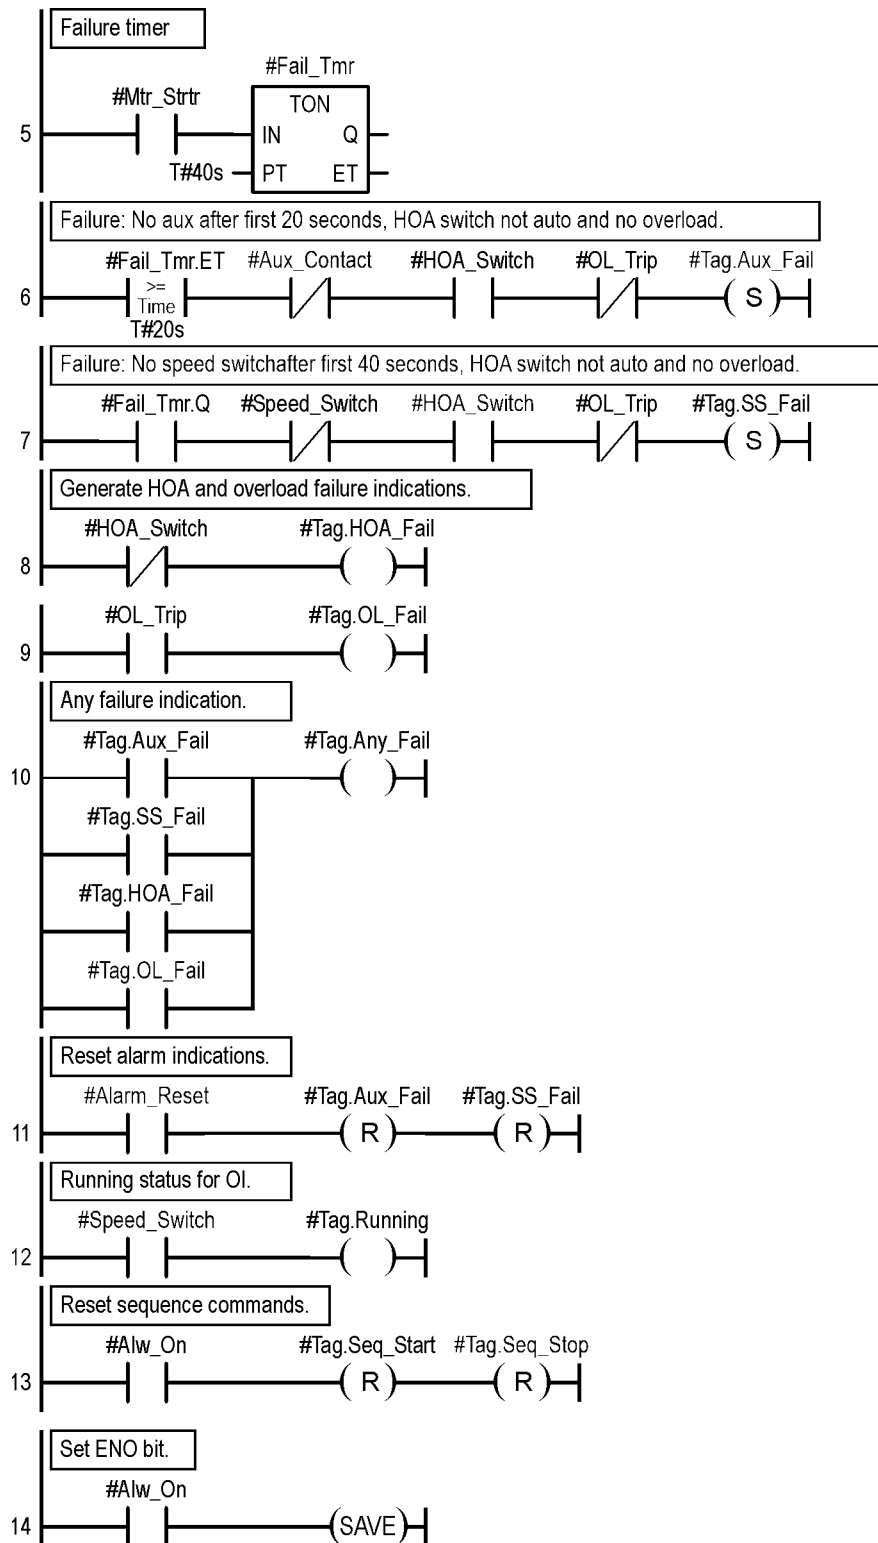 Failure timer
#Fail_Tmr
#Mtr_Strtr
TON
5
IN Q
T#40s PT ET
Failure: No aux after first 20 seconds, HOA switch not auto and no overload.
#Fail_Tmr.ET #Aux_Contact #HOA_Switch #OL_Trip #Tag.Aux_Fail
>=
6
S
Time
T#20s
Failure: No speed switchafter first 40 seconds, HOA switch not auto and no overload.
#Fail_Tmr.Q #Speed_Switch #HOA_Switch #OL_Trip #Tag.SS_Fail
7
S
Generate HOA and overload failure indications.
#HOA_Switch #Tag.HOA_Fail
8
#OL_Trip #Tag.OL_Fail
9
Any failure indication.
#Tag.Aux_Fail #Tag.Any_Fail
10
#Tag.SS_Fail
#Tag.HOA_Fail
#Tag.OL_Fail
Reset alarm indications.
#Alarm_Reset #Tag.Aux_Fail #Tag.SS_Fail
11 R R
Running status for OI.
#Speed_Switch #Tag.Running
12
Reset sequence commands.
#Alw_On #Tag.Seq_Start #Tag.Seq_Stop
13 R R
Set ENO bit.
#Alw_On
14 SAVE